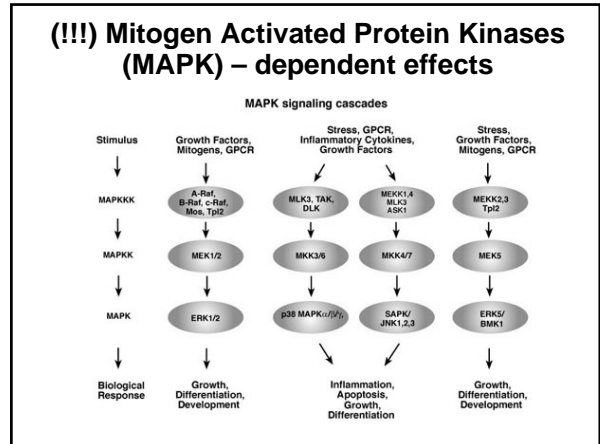 (!!!) Mitogen Activated Protein Kinases
(MAPK) – dependent effects
MAPK signaling cascades
Stimulus
Growth Factors,
Mitogens, GPCR
Stress, GPCR,
Inflammatory Cytokines,
Growth Factors
Stress,
Growth Factors,
Mitogens, GPCR
MAPKKK
A-Raf,
B-Raf, c-Raf,
Mos, Tpl2
MLK3, TAK,
DLK
MEKK1,4
MLK3
ASK1
MEKK2,3
Tpl2
MAPKK
MEK1/2
MKK3/6
MKK4/7
MEK5
MAPK
ERK1/2
p38 MAPKα/β/γ,
SAPK/
JNK1,2,3
ERK5/
BMK1
Biological
Response
Growth,
Differentiation,
Development
Inflammation,
Apoptosis,
Growth,
Differentiation
Growth,
Differentiation,
Development